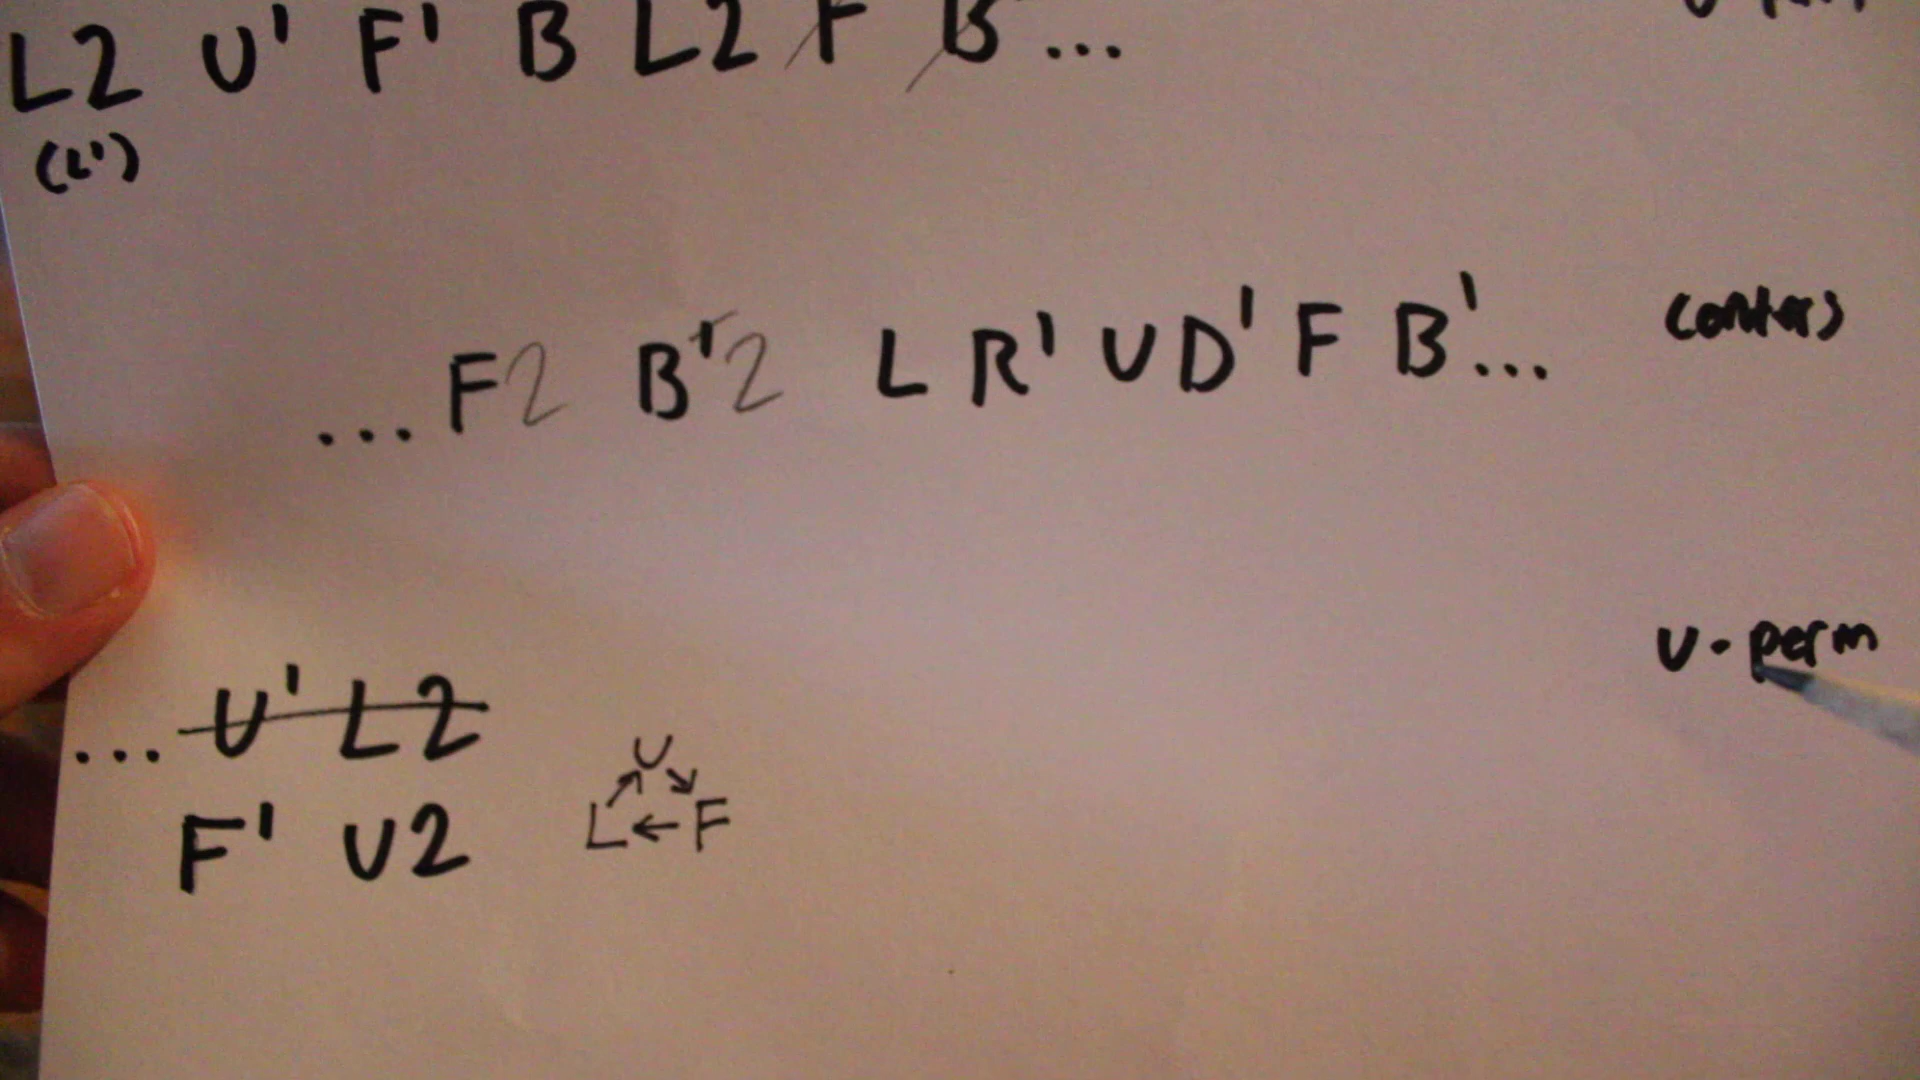 L2 U' F' B L2 F B' ...
(L')
... F2 B'2 L R' U D' F B' ... Centers
U-perm
... U' L2
F' U2
U
L ← F